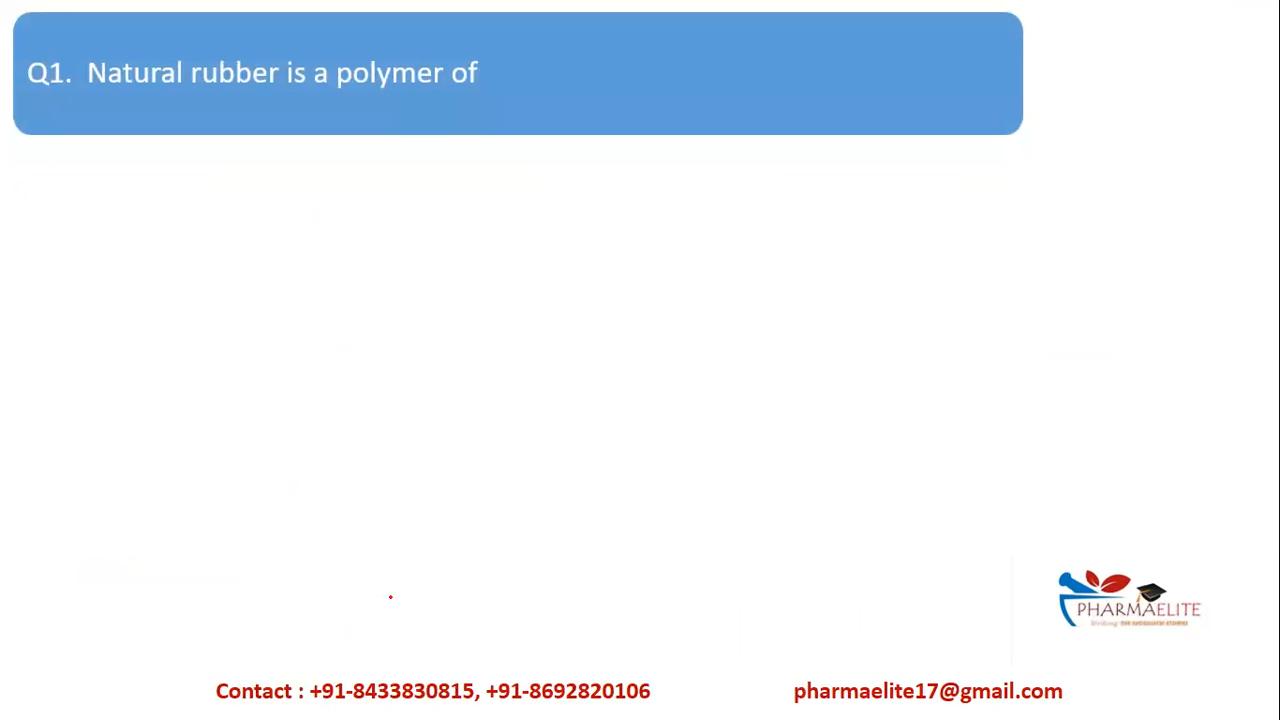 Q1. Natural rubber is a polymer of
PHARMAELITE
Contact : +91-8433830815, +91-8692820106 pharmaelite17@gmail.com